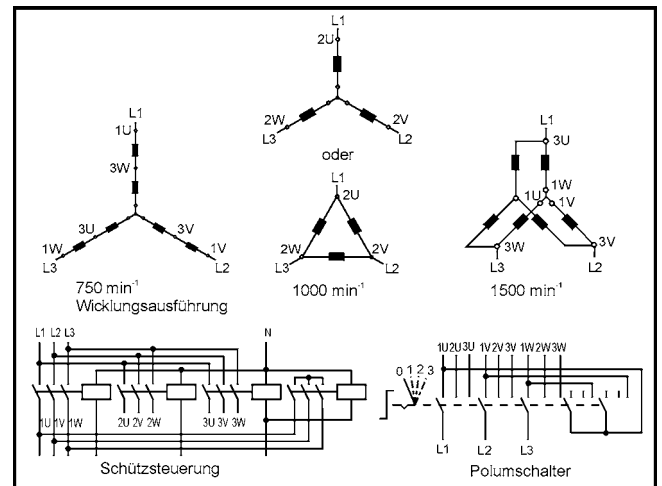 L1
2U
2W
2V
L3
L2
oder
L1
1U
3W
3U
3V
1W
1V
L3
L2
750 min⁻¹
Wicklungsausführung
L1
2U
2W
2V
L3
L2
1000 min⁻¹
L1
3U
1W
1U
1V
3W
3V
L3
L2
1500 min⁻¹
L1 L2 L3
N
1U 1V 1W
2U 2V 2W
3U 3V 3W
Schützsteuerung
1U 2U 3U 1V 2V 3V 1W 2W 3W
0 1 2 3
L1
L2
L3
Polumschalter